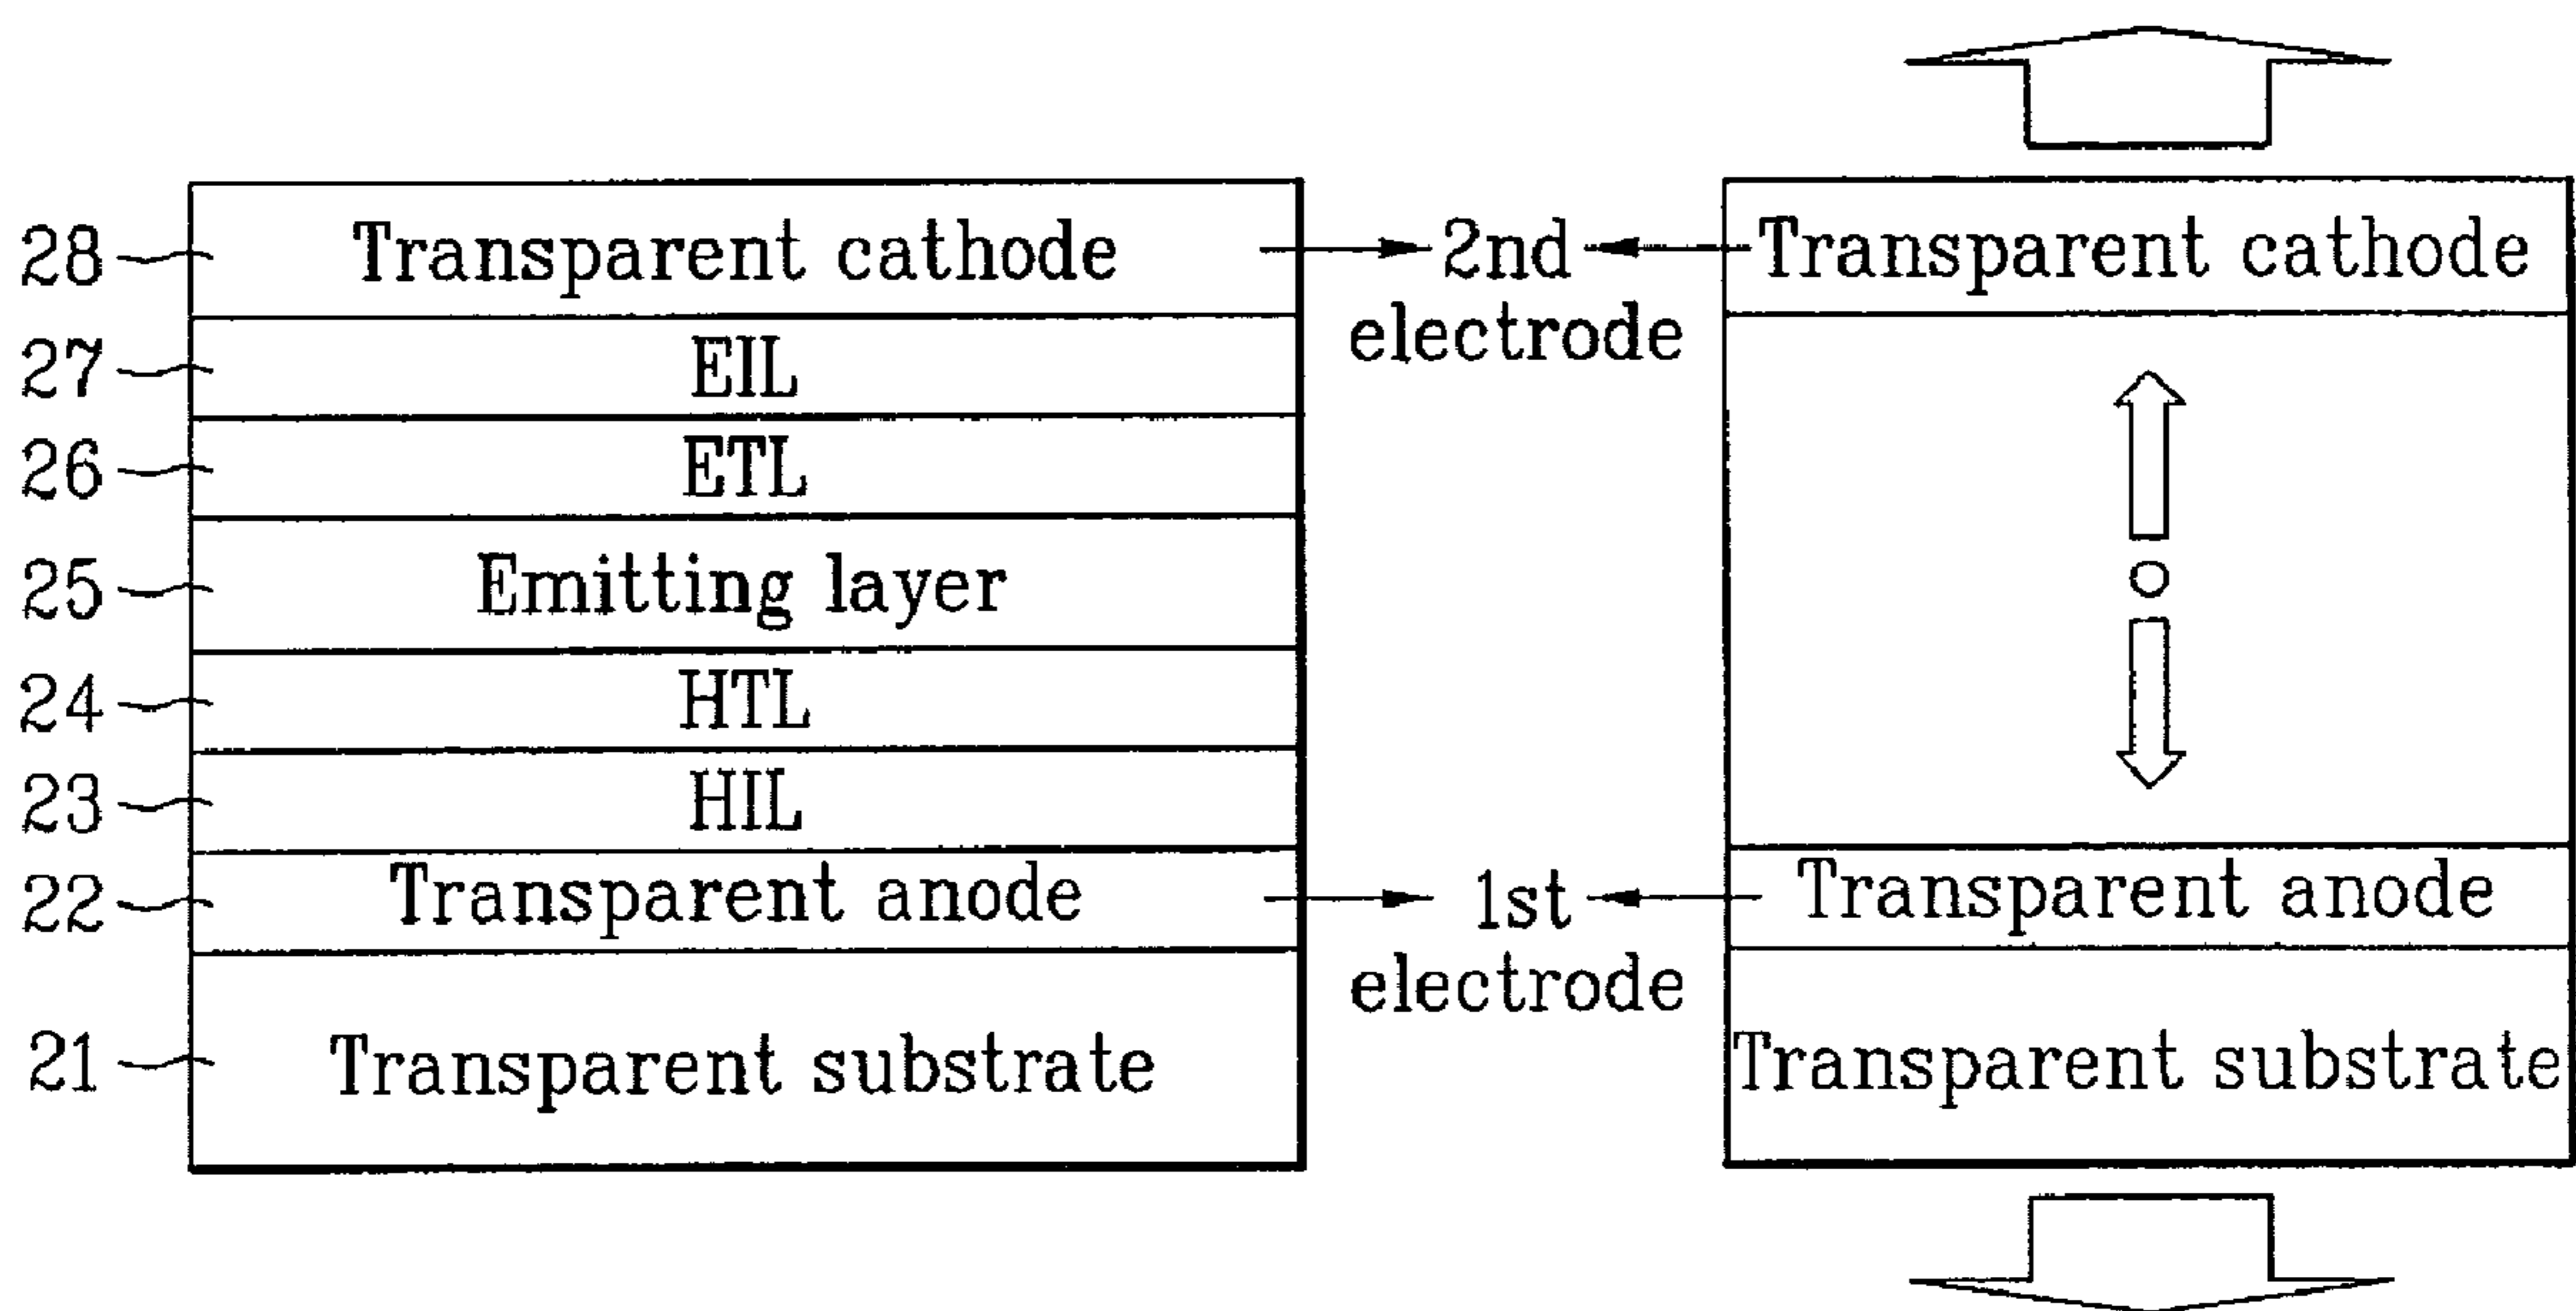 28
Transparent cathode
27
EIL
26
ETL
25
Emitting layer
24
HTL
23
HIL
22
Transparent anode
21
Transparent substrate
2nd
electrode
1st
electrode
Transparent cathode
Transparent anode
Transparent substrate